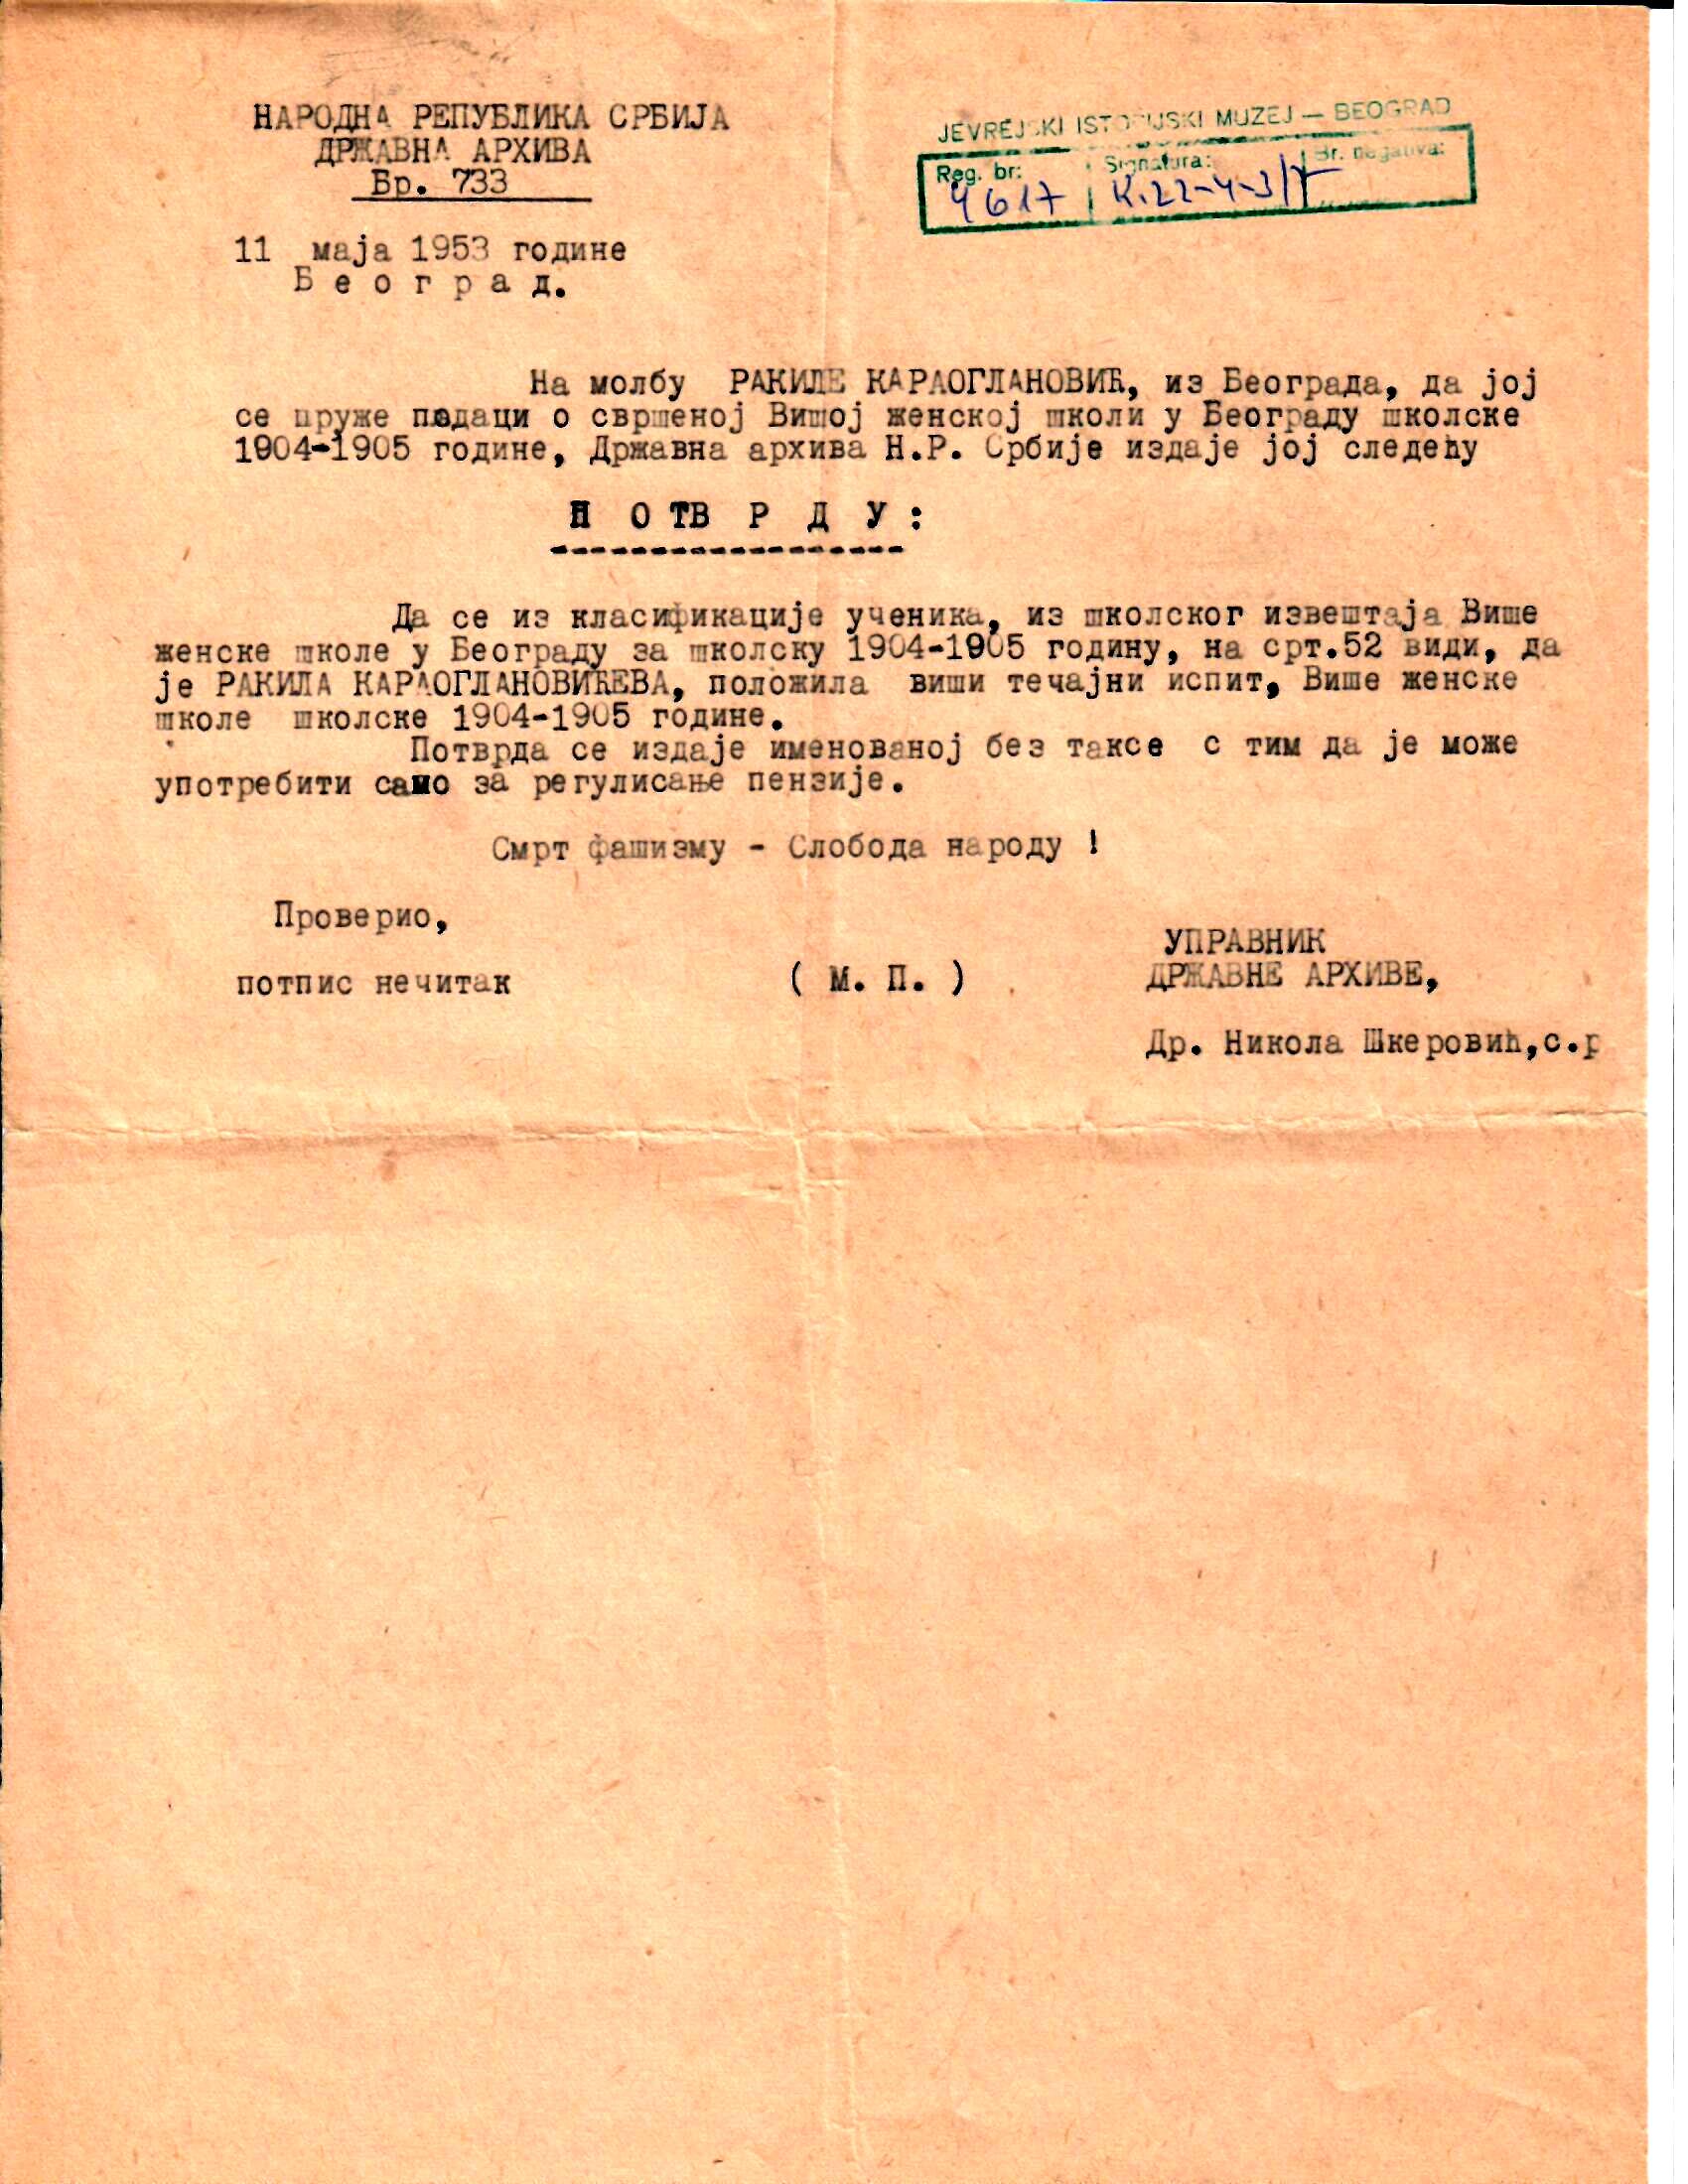 НАРОДНА РЕПУБЛИКА СРБИЈА
ДРЖАВНА АРХИВА
Бр. 733
JEVREJSKI ISTORIJSKI MUZEJ — BEOGRAD
Reg. br: Signatura: Br. negativa:
4617 K.22-4-3/
11 маја 1953 године
Б е о г р а д.
На молбу РАКИЛЕ КАРАОГЛАНОВИЋ, из Београда, да јој
се пруже подаци о свршеној Вишој женској школи у Београду школске
1904-1905 године, Државна архива Н.Р. Србије издаје јој следећу
П О ТВ Р Д У :
Да се из класификације ученика, из школског извештаја Више
женске школе у Београду за школску 1904-1905 годину, на срт.52 види, да
је РАКИЛА КАРАОГЛАНОВИЋЕВА, положила виши течајни испит, Више женске
школе школске 1904-1905 године.
Потврда се издаје именованој без таксе с тим да је може
употребити само за регулисање пензије.
Смрт фашизму - Слобода народу !
Проверио,
УПРАВНИК
потпис нечитак ( М. П. ) ДРЖАВНЕ АРХИВЕ,
Др. Никола Шкеровић,с.р